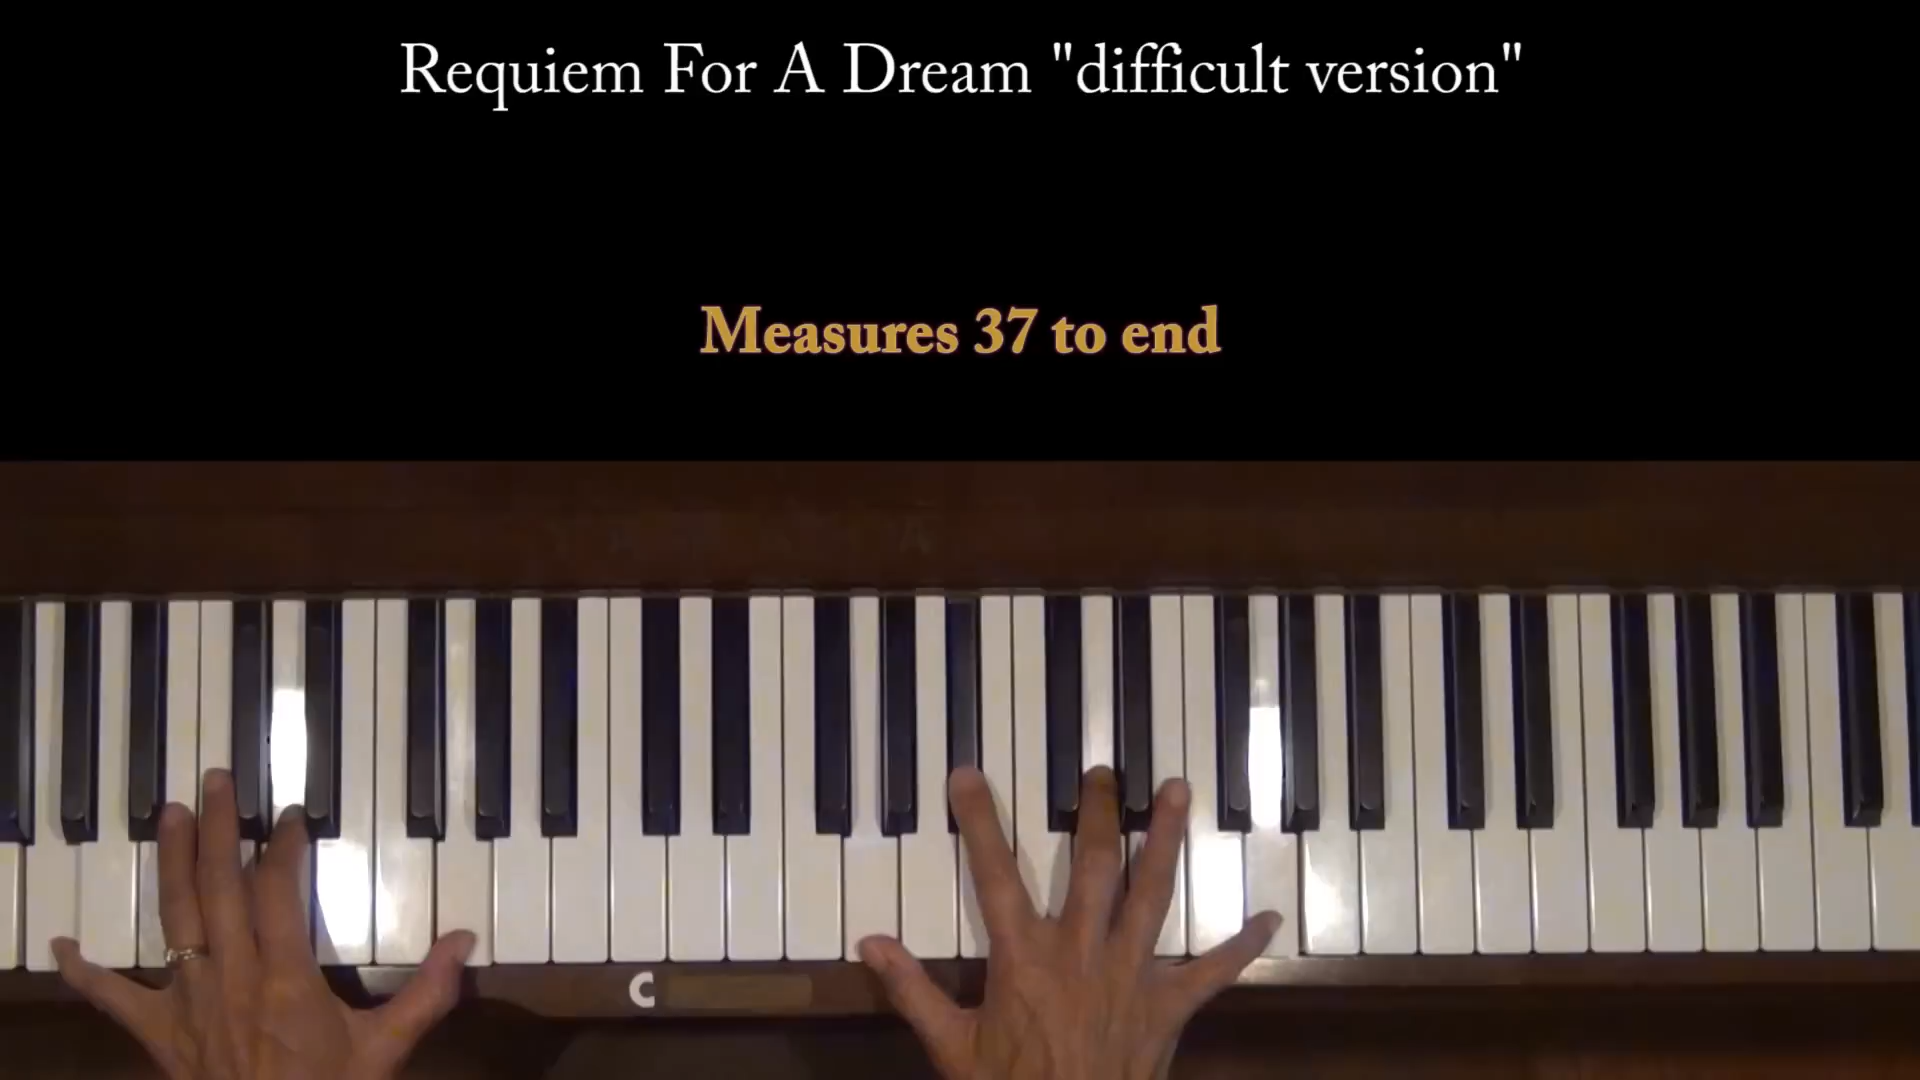 Requiem For A Dream "difficult version"
Measures 37 to end
C